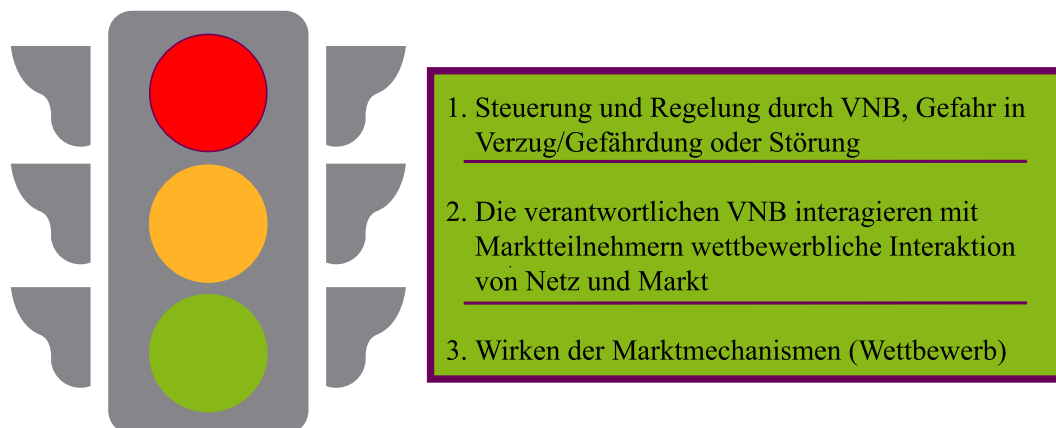 1. Steuerung und Regelung durch VNB, Gefahr in
Verzug/Gefährdung oder Störung
2. Die verantwortlichen VNB interagieren mit
Marktteilnehmern wettbewerbliche Interaktion
von Netz und Markt
3. Wirken der Marktmechanismen (Wettbewerb)